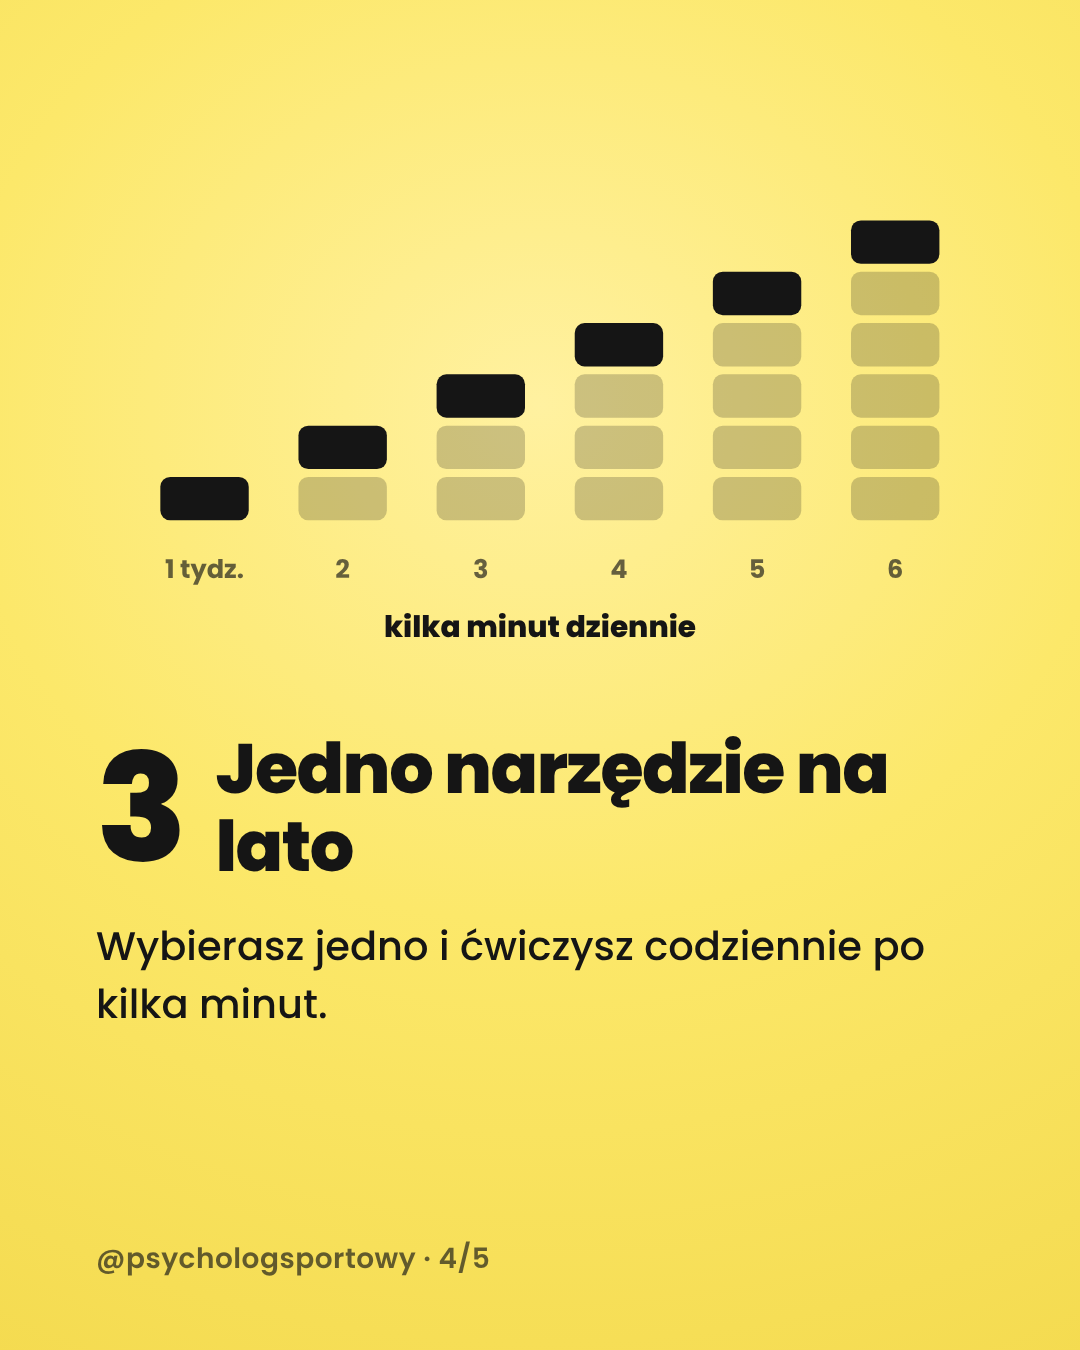 1 tydz. 2 3 4 5 6
kilka minut dziennie
3 Jedno narzędzie na
lato
Wybierasz jedno i ćwiczysz codziennie po
kilka minut.
@psychologsportowy · 4/5